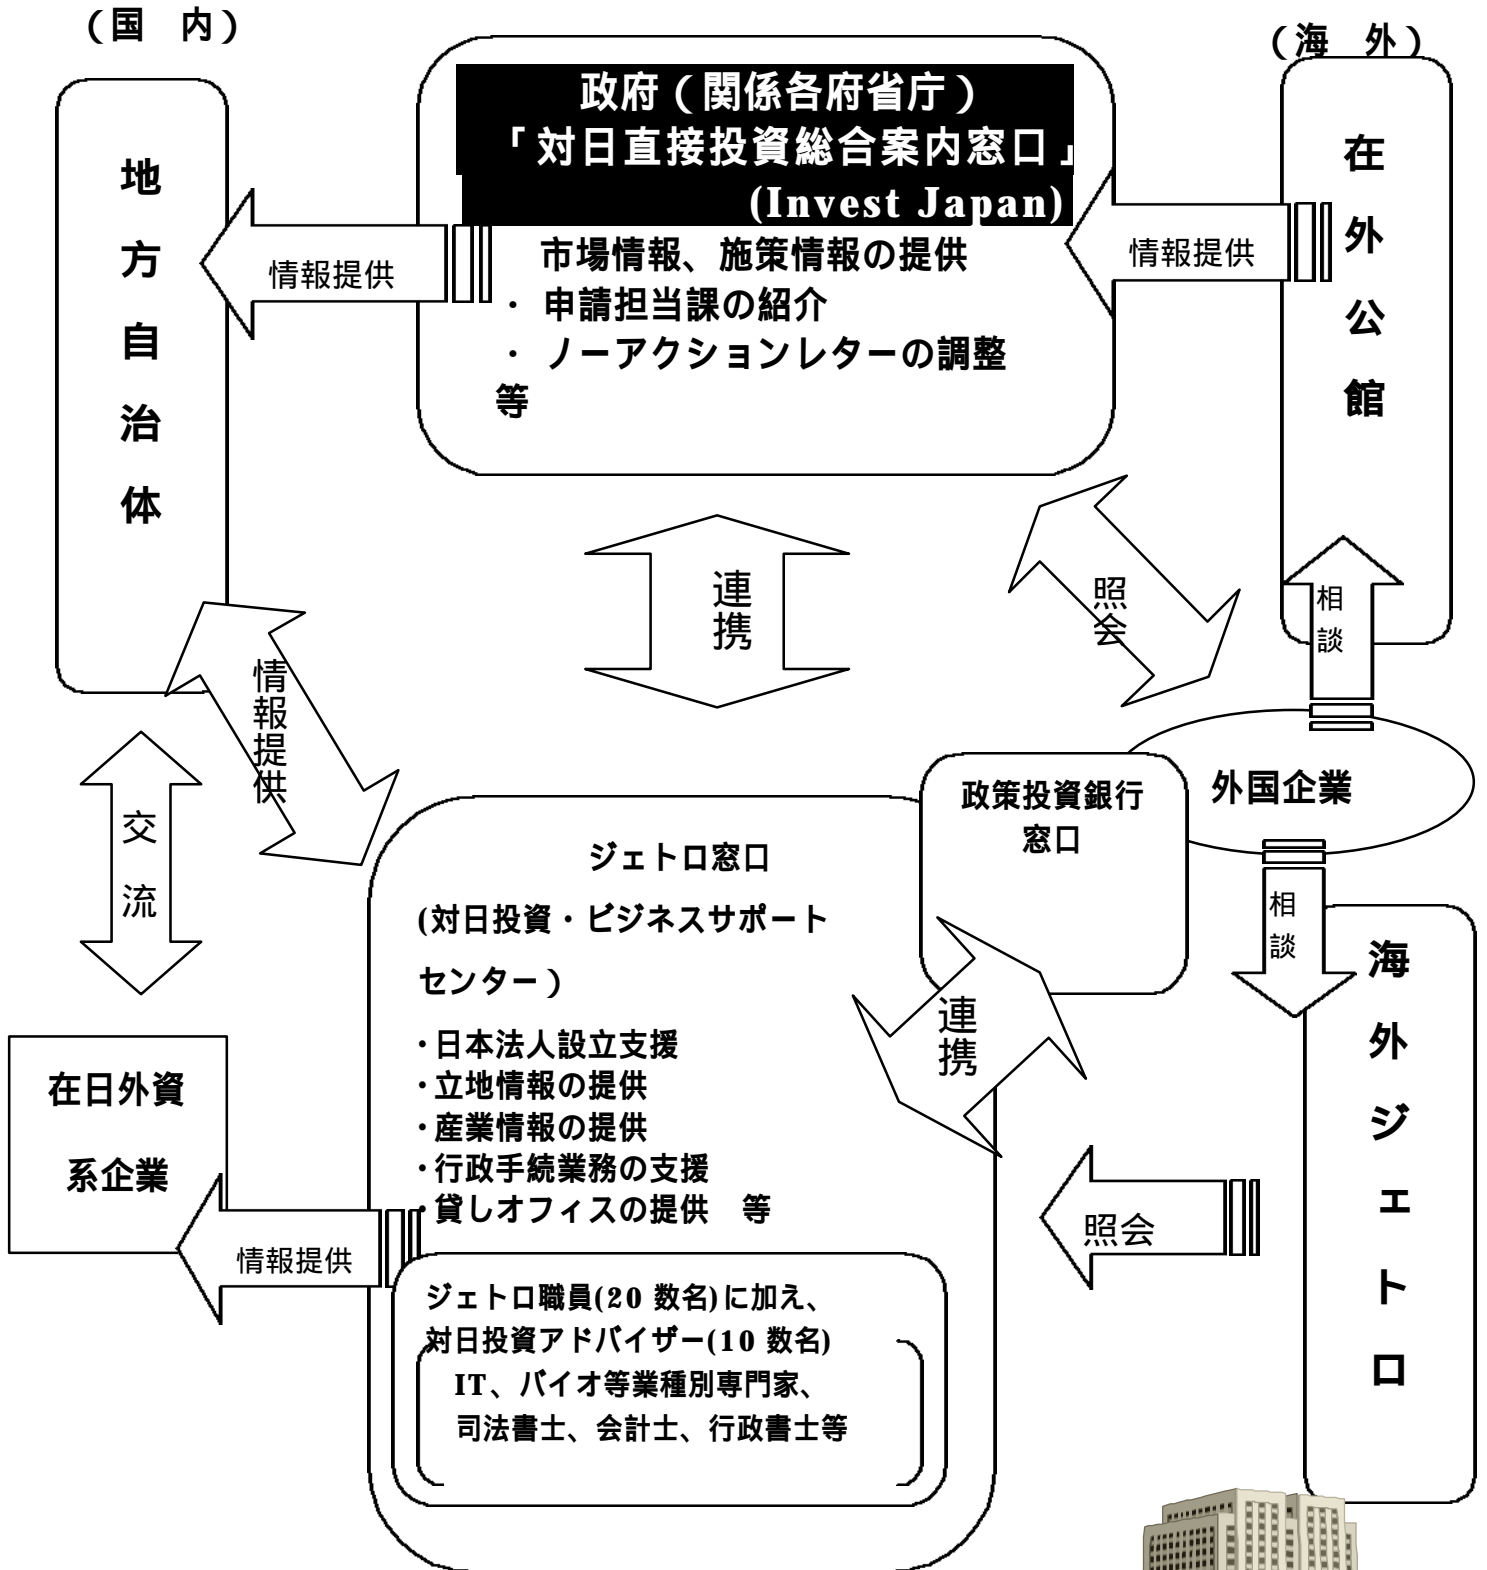 （国　内）
（海　外）
政府（関係各府省庁）
「対日直接投資総合案内窓口」
(Invest Japan)
市場情報、施策情報の提供
・ 申請担当課の紹介
・ ノーアクションレターの調整
等
地方自治体
在外公館
情報提供
情報提供
連携
照会
相談
情報提供
交流
外国企業
政策投資銀行
窓口
相談
ジェトロ窓口
(対日投資・ビジネスサポート
センター）
・日本法人設立支援
・立地情報の提供
・産業情報の提供
・行政手続業務の支援
・貸しオフィスの提供　等
連携
海外ジェトロ
照会
在日外資
系企業
情報提供
ジェトロ職員(20 数名)に加え、
対日投資アドバイザー(10 数名)
IT、バイオ等業種別専門家、
司法書士、会計士、行政書士等